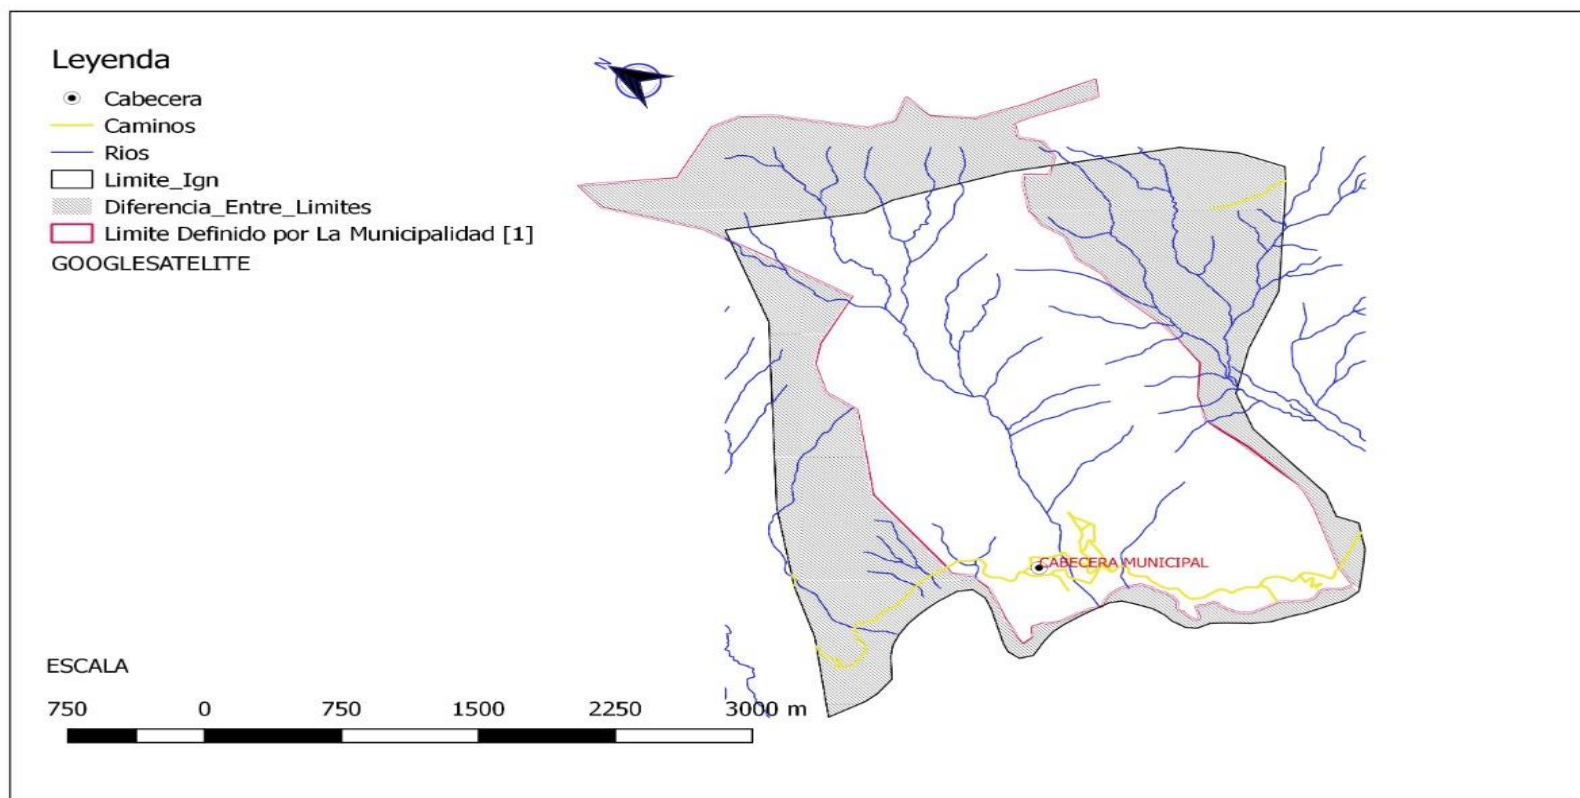 Leyenda
N
Cabecera
Caminos
Rios
Limite_Ign
Diferencia_Entre_Limites
Limite Definido por La Municipalidad [1]
GOOGLESATELITE
CABECERA MUNICIPAL
ESCALA
750 0 750 1500 2250 3000 m